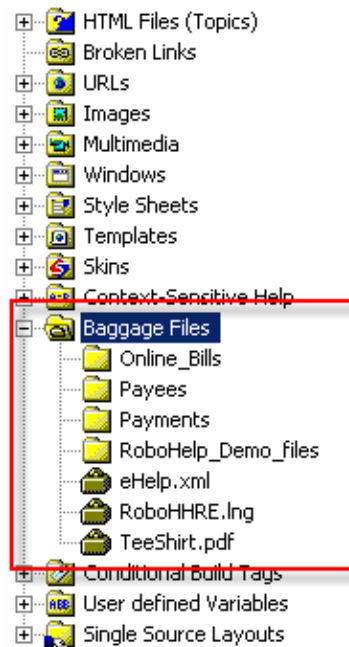 HTML Files (Topics)
Broken Links
URLs
Images
Multimedia
Windows
Style Sheets
Templates
Skins
Context-Sensitive Help
Baggage Files
Online_Bills
Payees
Payments
RoboHelp_Demo_files
eHelp.xml
RoboHHRE.lng
TeeShirt.pdf
Conditional Build Tags
User defined Variables
Single Source Layouts